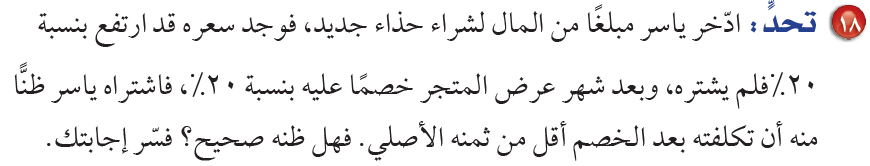 ١٨ تحدٍّ: ادّخر ياسر مبلغًا من المال لشراء حذاء جديد، فوجد سعره قد ارتفع بنسبة
٢٠٪ فلم يشتره، وبعد شهر عرض المتجر خصمًا عليه بنسبة ٢٠٪، فاشتراه ياسر ظنًّا
منه أن تكلفته بعد الخصم أقل من ثمنه الأصلي. فهل ظنه صحيح؟ فسّر إجابتك.